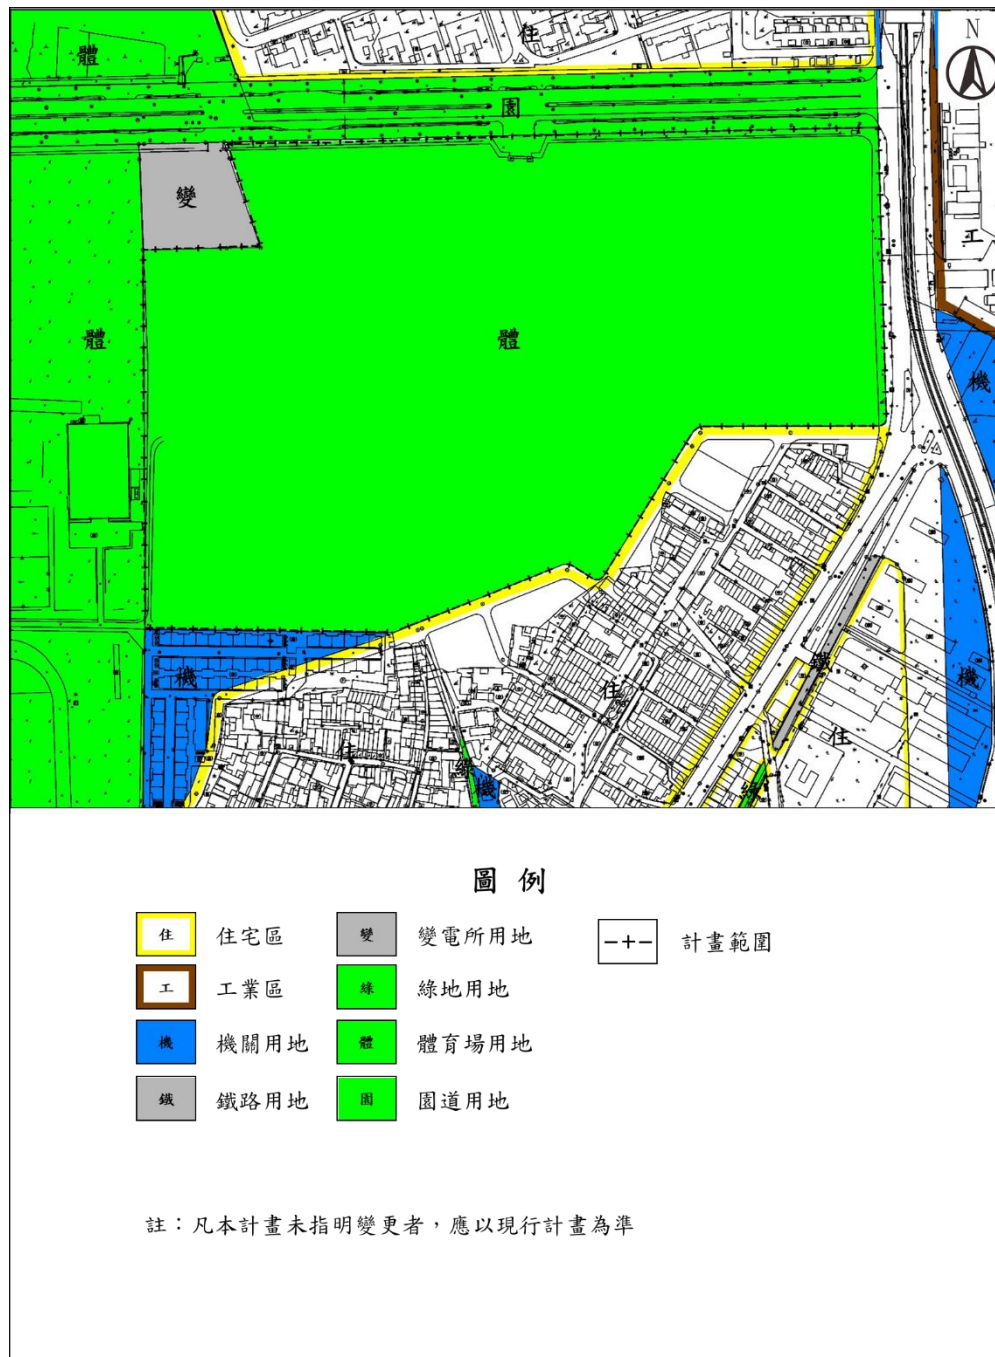 住
體
N
園
變
工
體
體
機
鐵
機
機
住
住
住
綠
機
綠
圖 例
住 住宅區 變 變電所用地 -+- 計畫範圍
工 工業區 綠 綠地用地
機 機關用地 體 體育場用地
鐵 鐵路用地 園 園道用地
註：凡本計畫未指明變更者，應以現行計畫為準